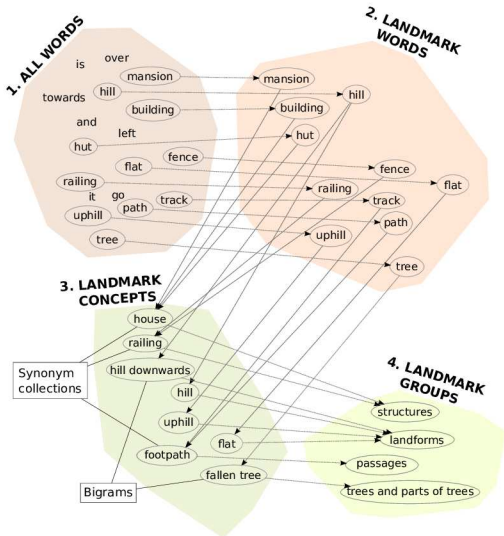 1. ALL WORDS
is
over
mansion
towards
hill
building
and
left
hut
fence
flat
railing
it
go
track
uphill
path
tree
2. LANDMARK
WORDS
mansion
hill
building
hut
fence
flat
railing
track
path
uphill
tree
3. LANDMARK
CONCEPTS
house
railing
hill downwards
hill
uphill
flat
footpath
fallen tree
Synonym
collections
Bigrams
4. LANDMARK
GROUPS
structures
landforms
passages
trees and parts of trees